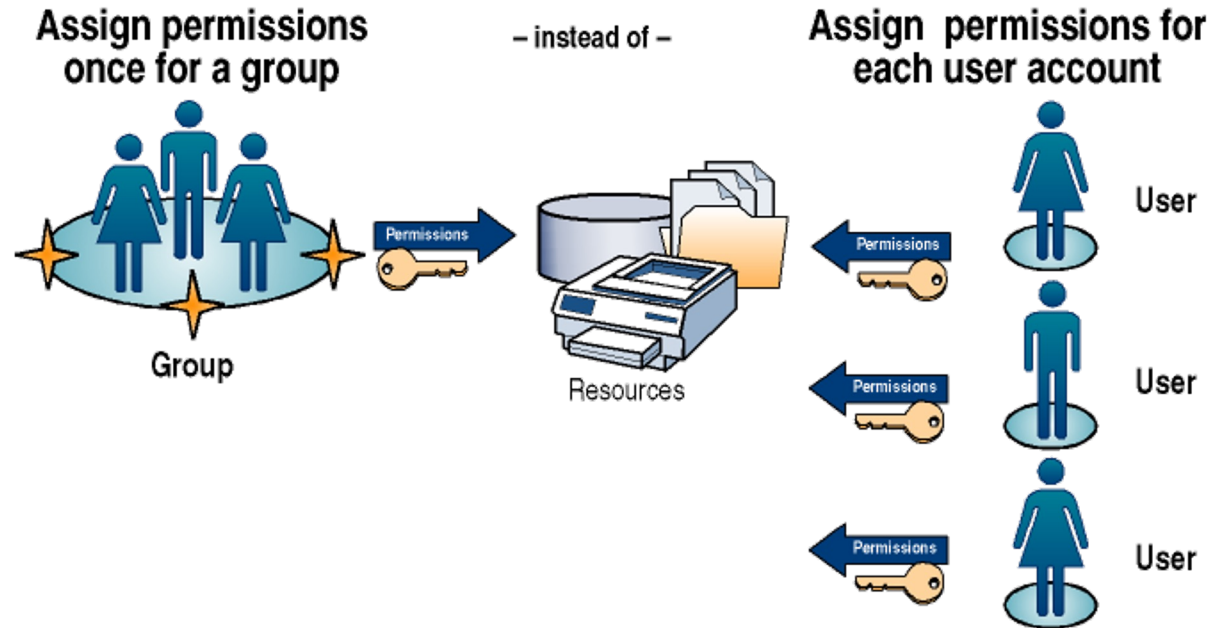 Assign permissions
once for a group
– instead of –
Assign permissions for
each user account
Permissions
Group
Resources
Permissions
User
Permissions
User
Permissions
User